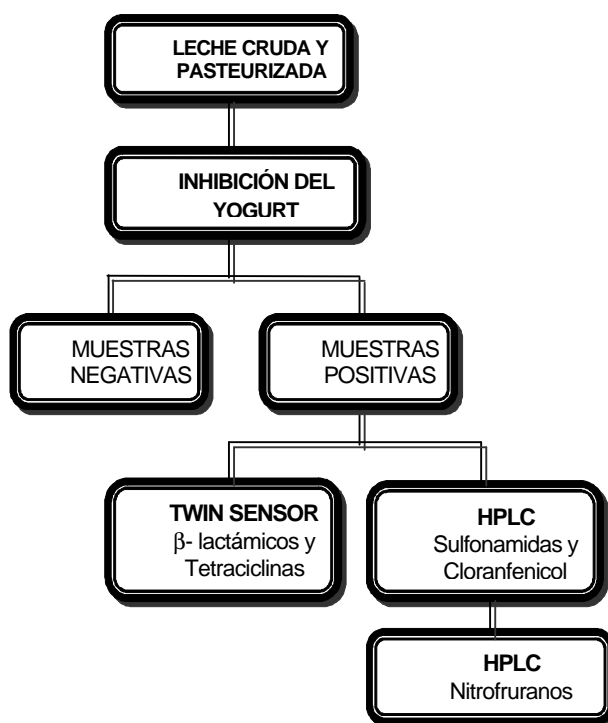 LECHE CRUDA Y
PASTEURIZADA
INHIBICIÓN DEL
YOGURT
MUESTRAS
NEGATIVAS
MUESTRAS
POSITIVAS
TWIN SENSOR
β- lactámicos y
Tetraciclinas
HPLC
Sulfonamidas y
Cloranfenicol
HPLC
Nitrofruranos